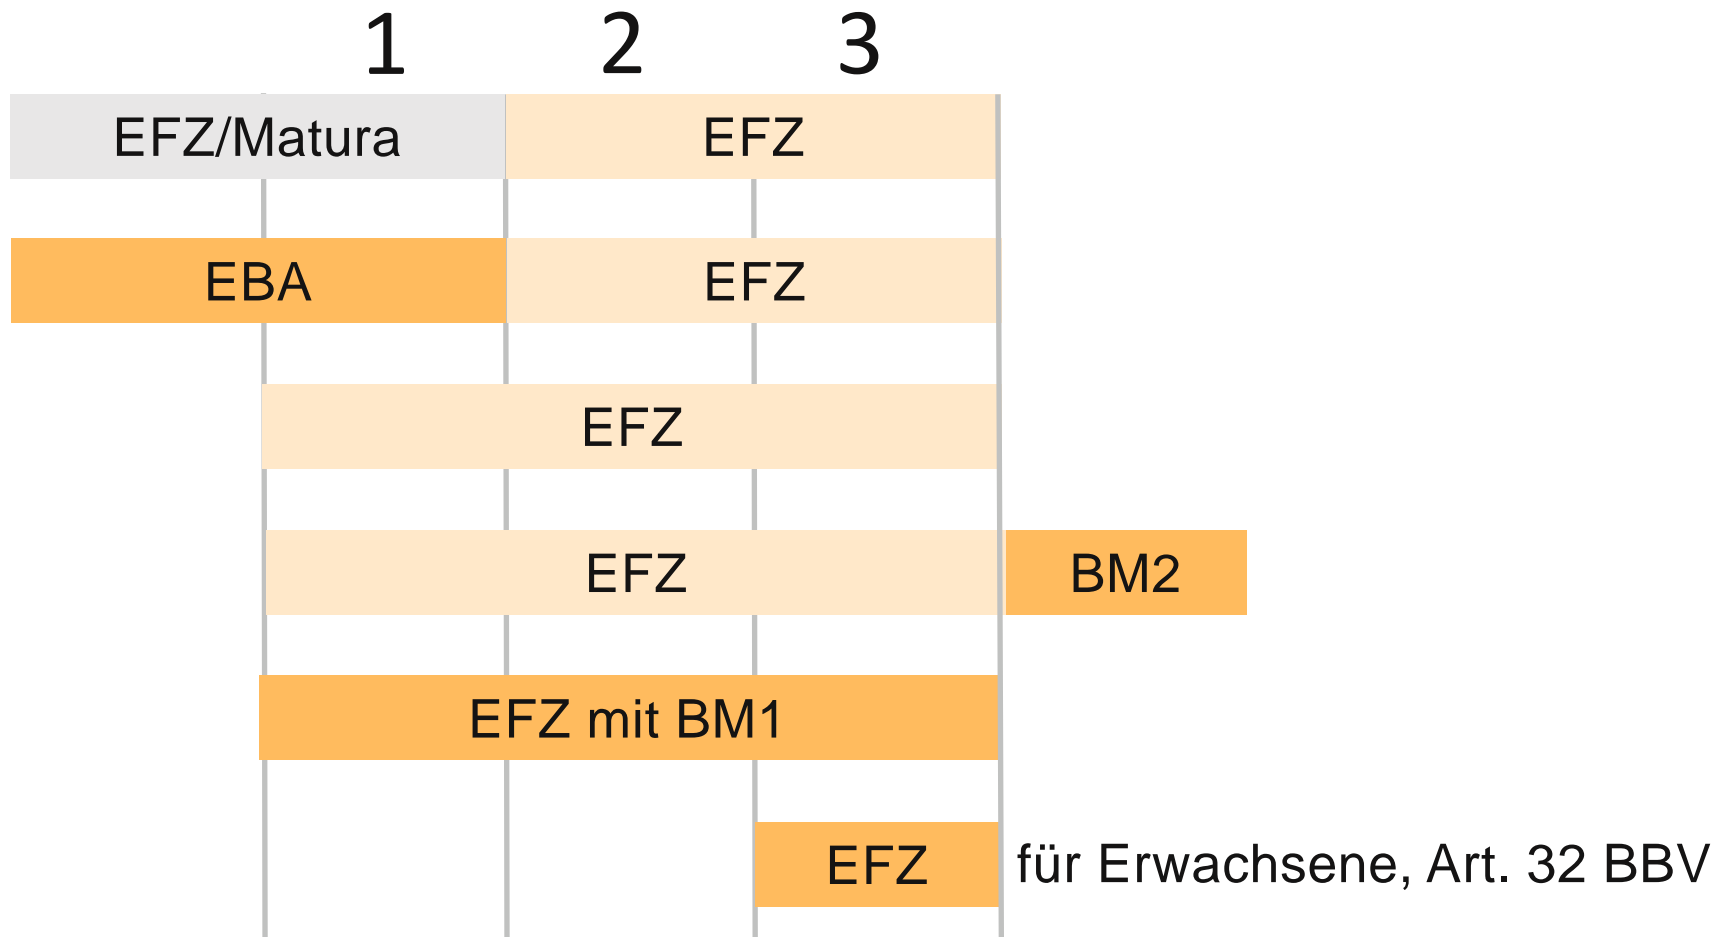 1 2 3
EFZ/Matura EFZ
EBA EFZ
EFZ
EFZ BM2
EFZ mit BM1
EFZ für Erwachsene, Art. 32 BBV